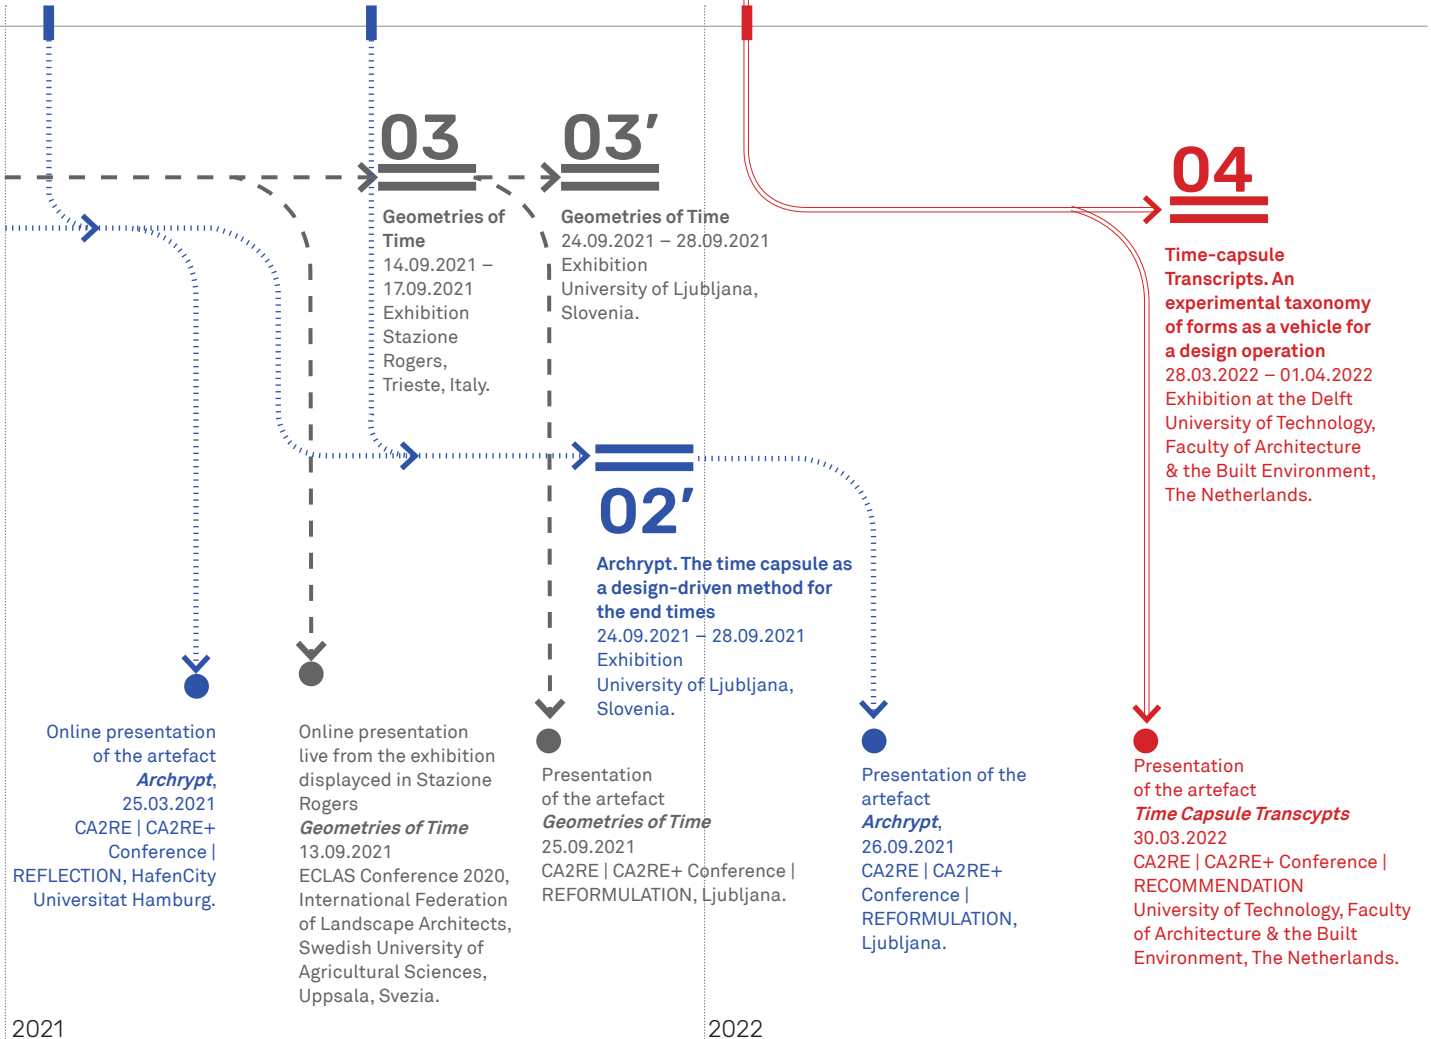 03
Geometries of
Time
14.09.2021 –
17.09.2021
Exhibition
Stazione
Rogers,
Trieste, Italy.
03′
Geometries of Time
24.09.2021 – 28.09.2021
Exhibition
University of Ljubljana,
Slovenia.
04
Time-capsule
Transcripts. An
experimental taxonomy
of forms as a vehicle for
a design operation
28.03.2022 – 01.04.2022
Exhibition at the Delft
University of Technology,
Faculty of Architecture
& the Built Environment,
The Netherlands.
02′
Archrypt. The time capsule as
a design-driven method for
the end times
24.09.2021 – 28.09.2021
Exhibition
University of Ljubljana,
Slovenia.
Online presentation
of the artefact
Archrypt,
25.03.2021
CA2RE | CA2RE+
Conference |
REFLECTION, HafenCity
Universitat Hamburg.
Online presentation
live from the exhibition
displayced in Stazione
Rogers
Geometries of Time
13.09.2021
ECLAS Conference 2020,
International Federation
of Landscape Architects,
Swedish University of
Agricultural Sciences,
Uppsala, Svezia.
Presentation
of the artefact
Geometries of Time
25.09.2021
CA2RE | CA2RE+ Conference |
REFORMULATION, Ljubljana.
Presentation of the
artefact
Archrypt,
26.09.2021
CA2RE | CA2RE+
Conference |
REFORMULATION,
Ljubljana.
Presentation
of the artefact
Time Capsule Transcypts
30.03.2022
CA2RE | CA2RE+ Conference |
RECOMMENDATION
University of Technology, Faculty
of Architecture & the Built
Environment, The Netherlands.
2021
2022